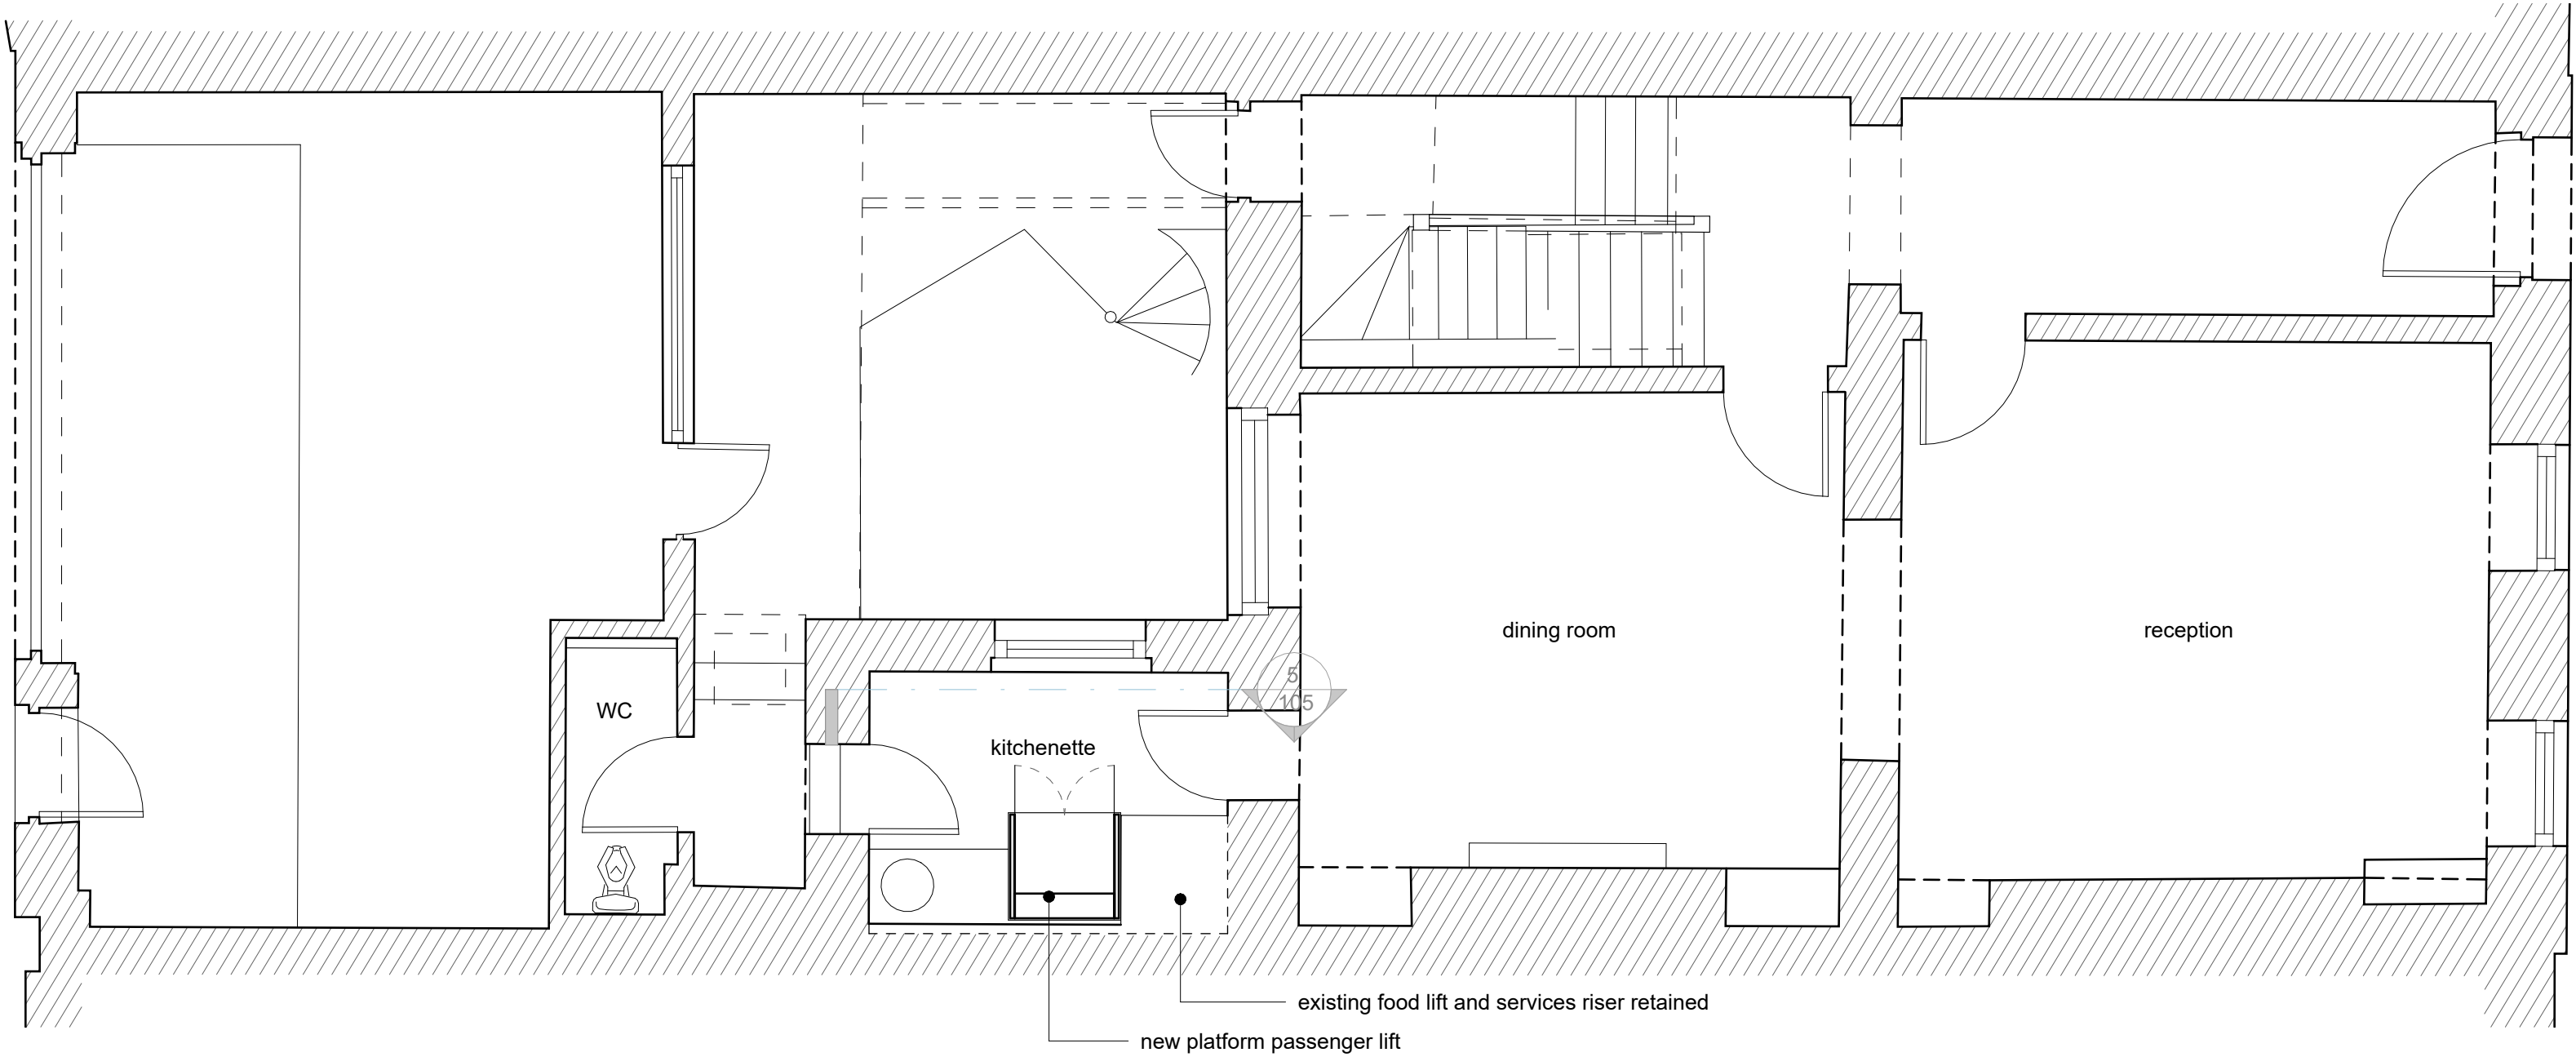 dining room
reception
5
105
WC
kitchenette
existing food lift and services riser retained
new platform passenger lift